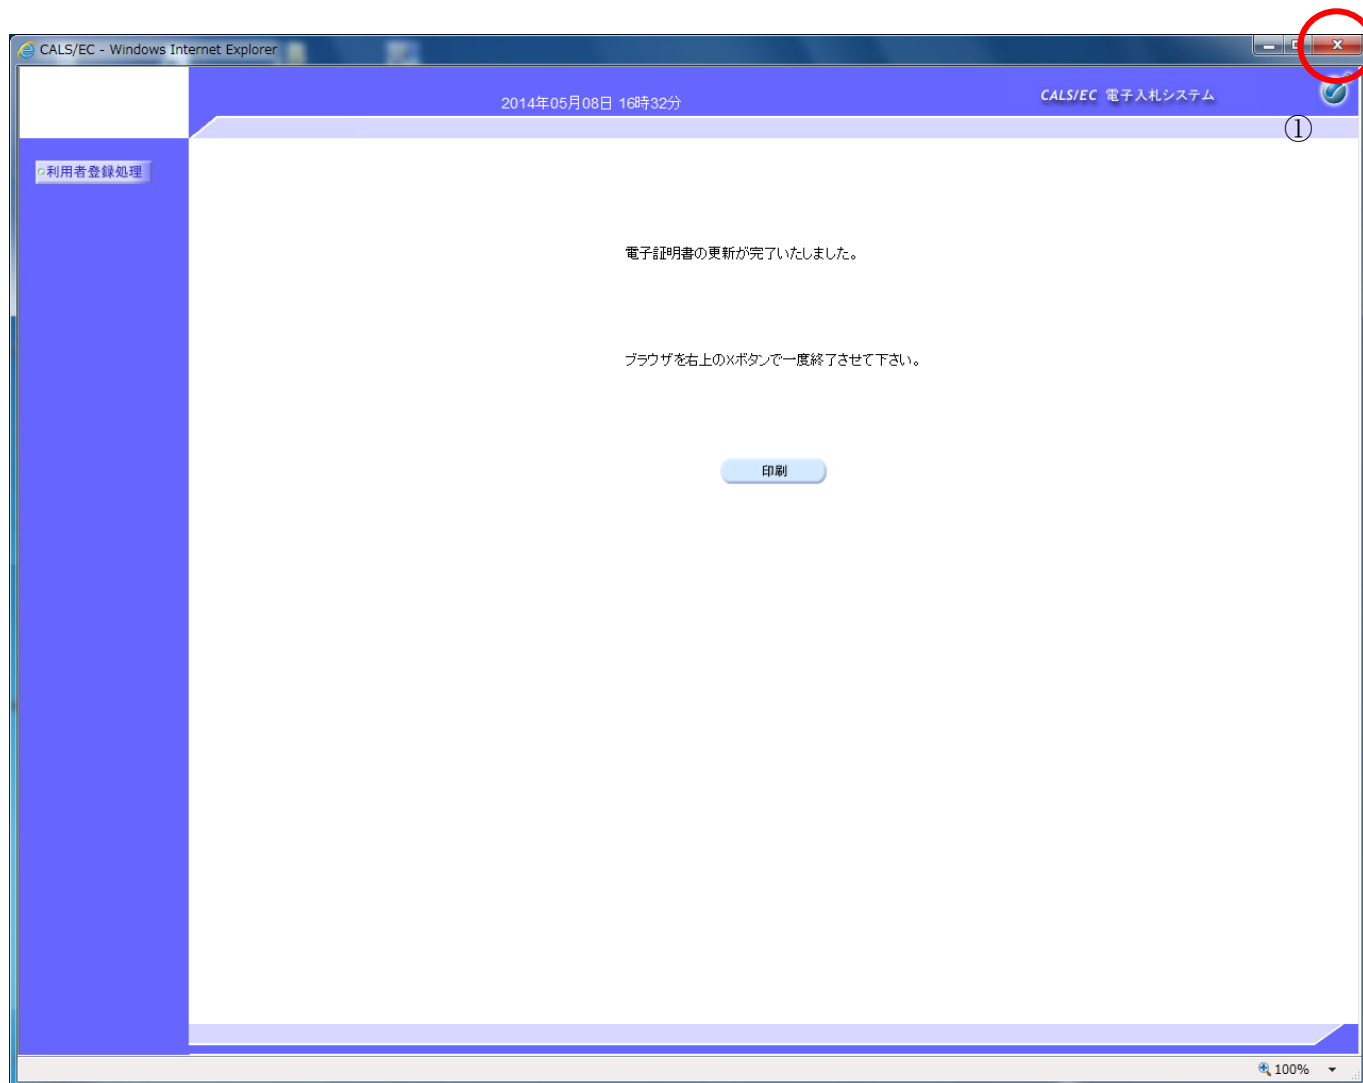 CALS/EC - Windows Internet Explorer
2014年05月08日 16時32分
CALS/EC 電子入札システム
①
○利用者登録処理
電子証明書の更新が完了いたしました。
ブラウザを右上の×ボタンで一度終了させて下さい。
印刷
100%